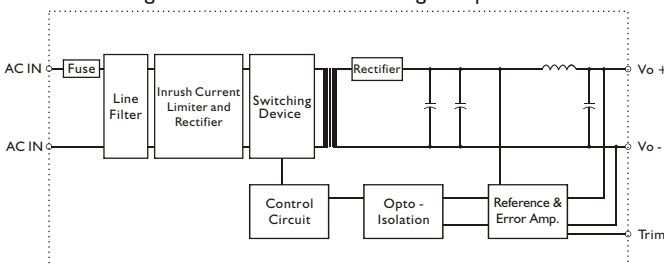 AC IN
Fuse
Line
Filter
Inrush Current
Limiter and
Rectifier
Switching
Device
Rectifier
Vo +
AC IN
Vo -
Control
Circuit
Opto -
Isolation
Reference &
Error Amp.
Trim